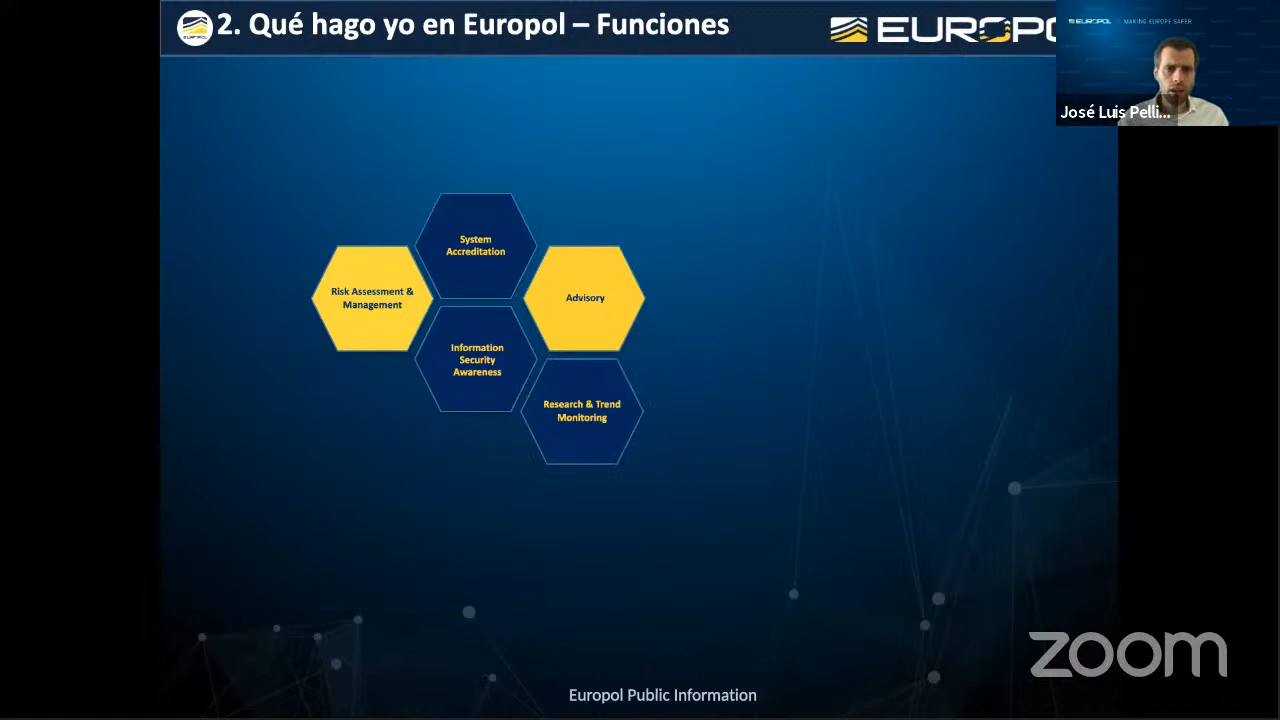 2. Qué hago yo en Europol – Funciones
EUROPO
EUROPOL
MAKING EUROPE SAFER
José Luis Pelli...
System
Accreditation
Risk Assessment &
Management
Advisory
Information
Security
Awareness
Research & Trend
Monitoring
zoom
Europol Public Information